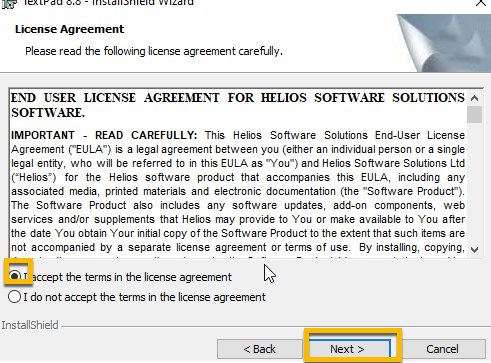 TextPad 8.8 - InstallShield Wizard
License Agreement
Please read the following license agreement carefully.
END USER LICENSE AGREEMENT FOR HELIOS SOFTWARE SOLUTIONS
SOFTWARE.
IMPORTANT - READ CAREFULLY: This Helios Software Solutions End-User License
Agreement ("EULA") is a legal agreement between you (either an individual person or a single
legal entity, who will be referred to in this EULA as "You") and Helios Software Solutions Ltd
("Helios") for the Helios software product that accompanies this EULA, including any
associated media, printed materials and electronic documentation (the "Software Product").
The Software Product also includes any software updates, add-on components, web
services and/or supplements that Helios may provide to You or make available to You after
the date You obtain Your initial copy of the Software Product to the extent that such items are
not accompanied by a separate license agreement or terms of use. By installing, copying,
I accept the terms in the license agreement
I do not accept the terms in the license agreement
InstallShield
< Back
Next >
Cancel